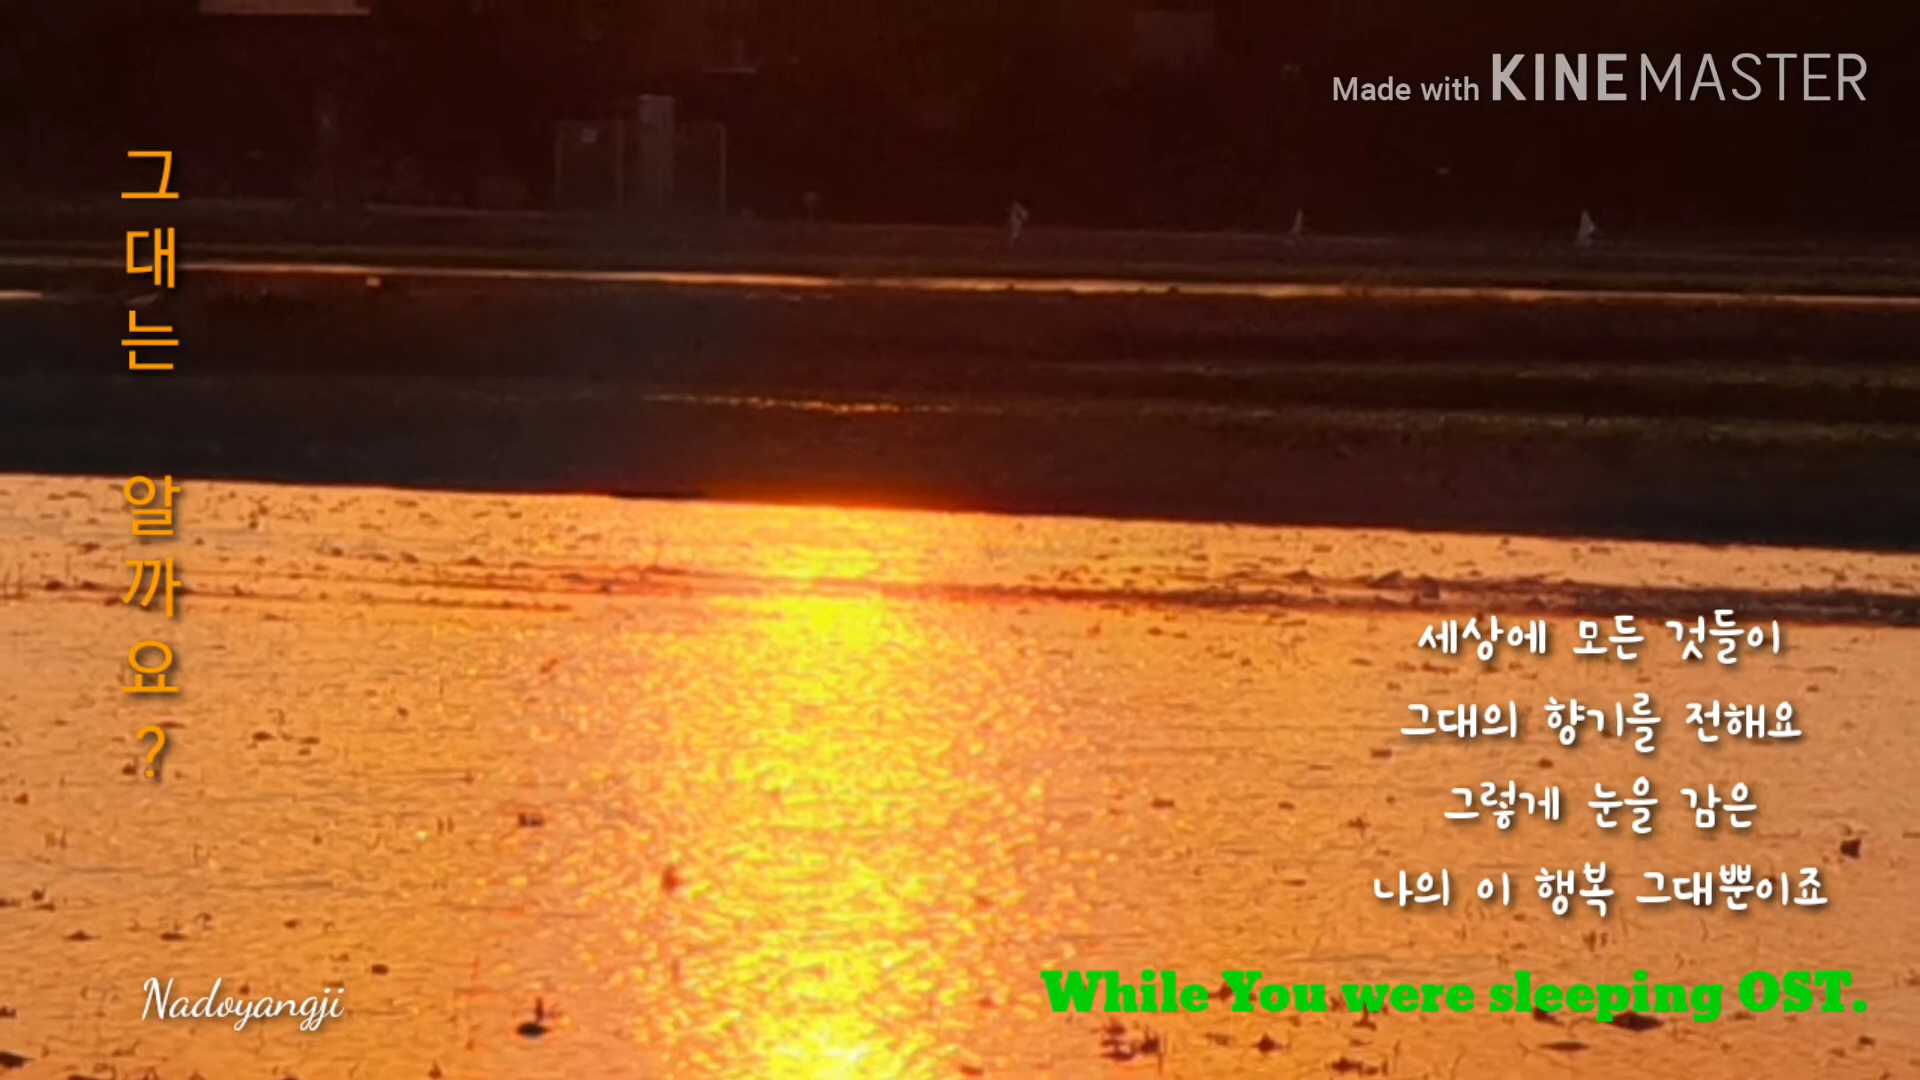 Made with KINEMASTER
그대는 알까요?
세상에 모든 것들이
그대의 향기를 전해요
그렇게 눈을 감은
나의 이 행복 그대뿐이죠
Nadoyangji
While You were sleeping OST.